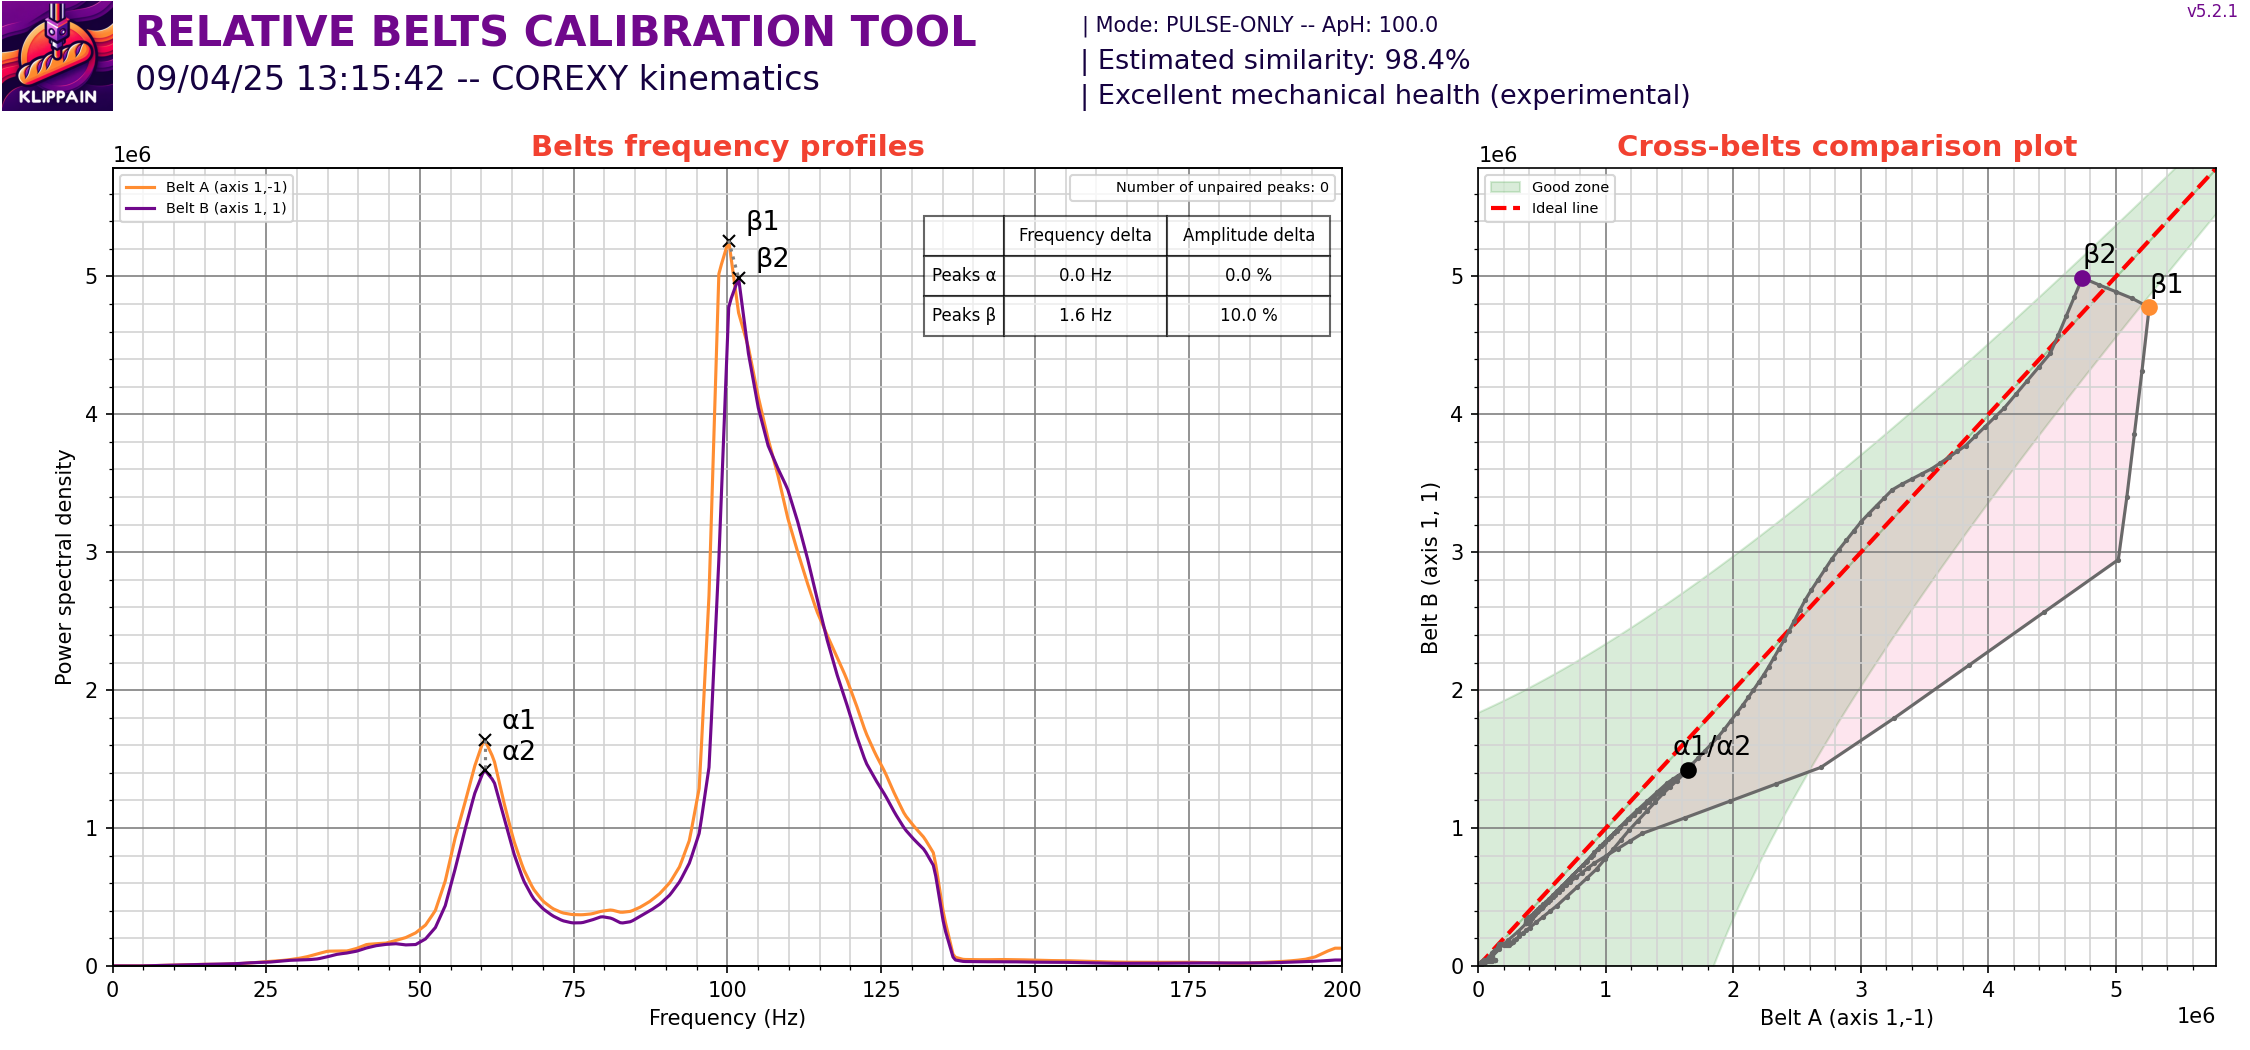 KLIPPAIN
RELATIVE BELTS CALIBRATION TOOL
09/04/25 13:15:42 -- COREXY kinematics
| Mode: PULSE-ONLY -- ApH: 100.0
| Estimated similarity: 98.4%
| Excellent mechanical health (experimental)
v5.2.1
Belts frequency profiles
1e6
Belt A (axis 1,-1)
Belt B (axis 1, 1)
Number of unpaired peaks: 0
Frequency delta Amplitude delta
Peaks α 0.0 Hz 0.0 %
Peaks β 1.6 Hz 10.0 %
β1
β2
α1
α2
Power spectral density
5
4
3
2
1
0
0 25 50 75 100 125 150 175 200
Frequency (Hz)
Cross-belts comparison plot
1e6
Good zone
Ideal line
β2
β1
α1/α2
Belt B (axis 1, 1)
5
4
3
2
1
0
0 1 2 3 4 5
Belt A (axis 1,-1)
1e6